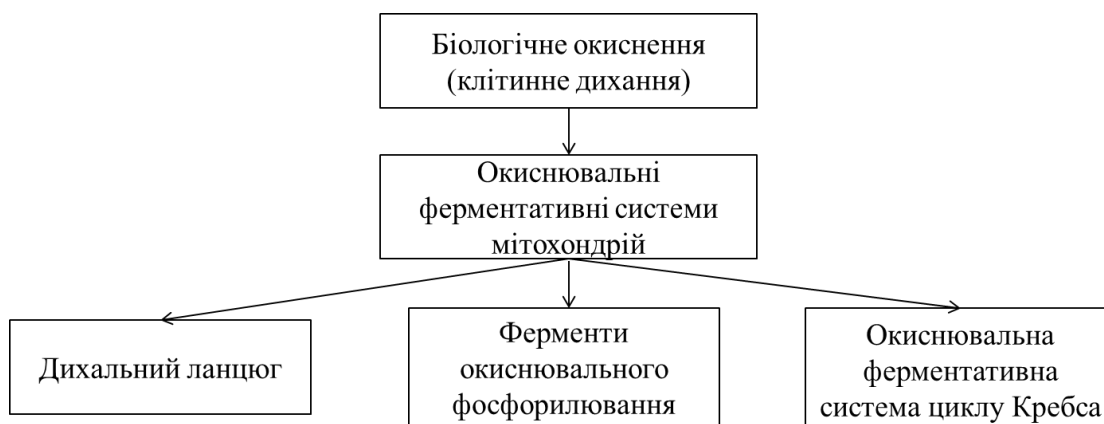 Біологічне окиснення
(клітинне дихання)
Окиснювальні
ферментативні системи
мітохондрій
Дихальний ланцюг
Ферменти
окиснювального
фосфорилювання
Окиснювальна
ферментативна
система циклу Кребса